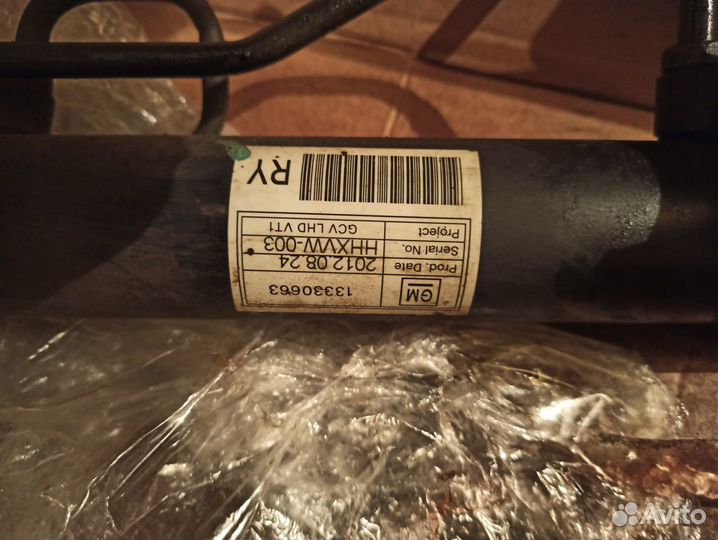 GM 13330663
Prod. Date 2012.08.24
Serial No. HHXVW-003
Project GCV LHD VT1
RY
Avito